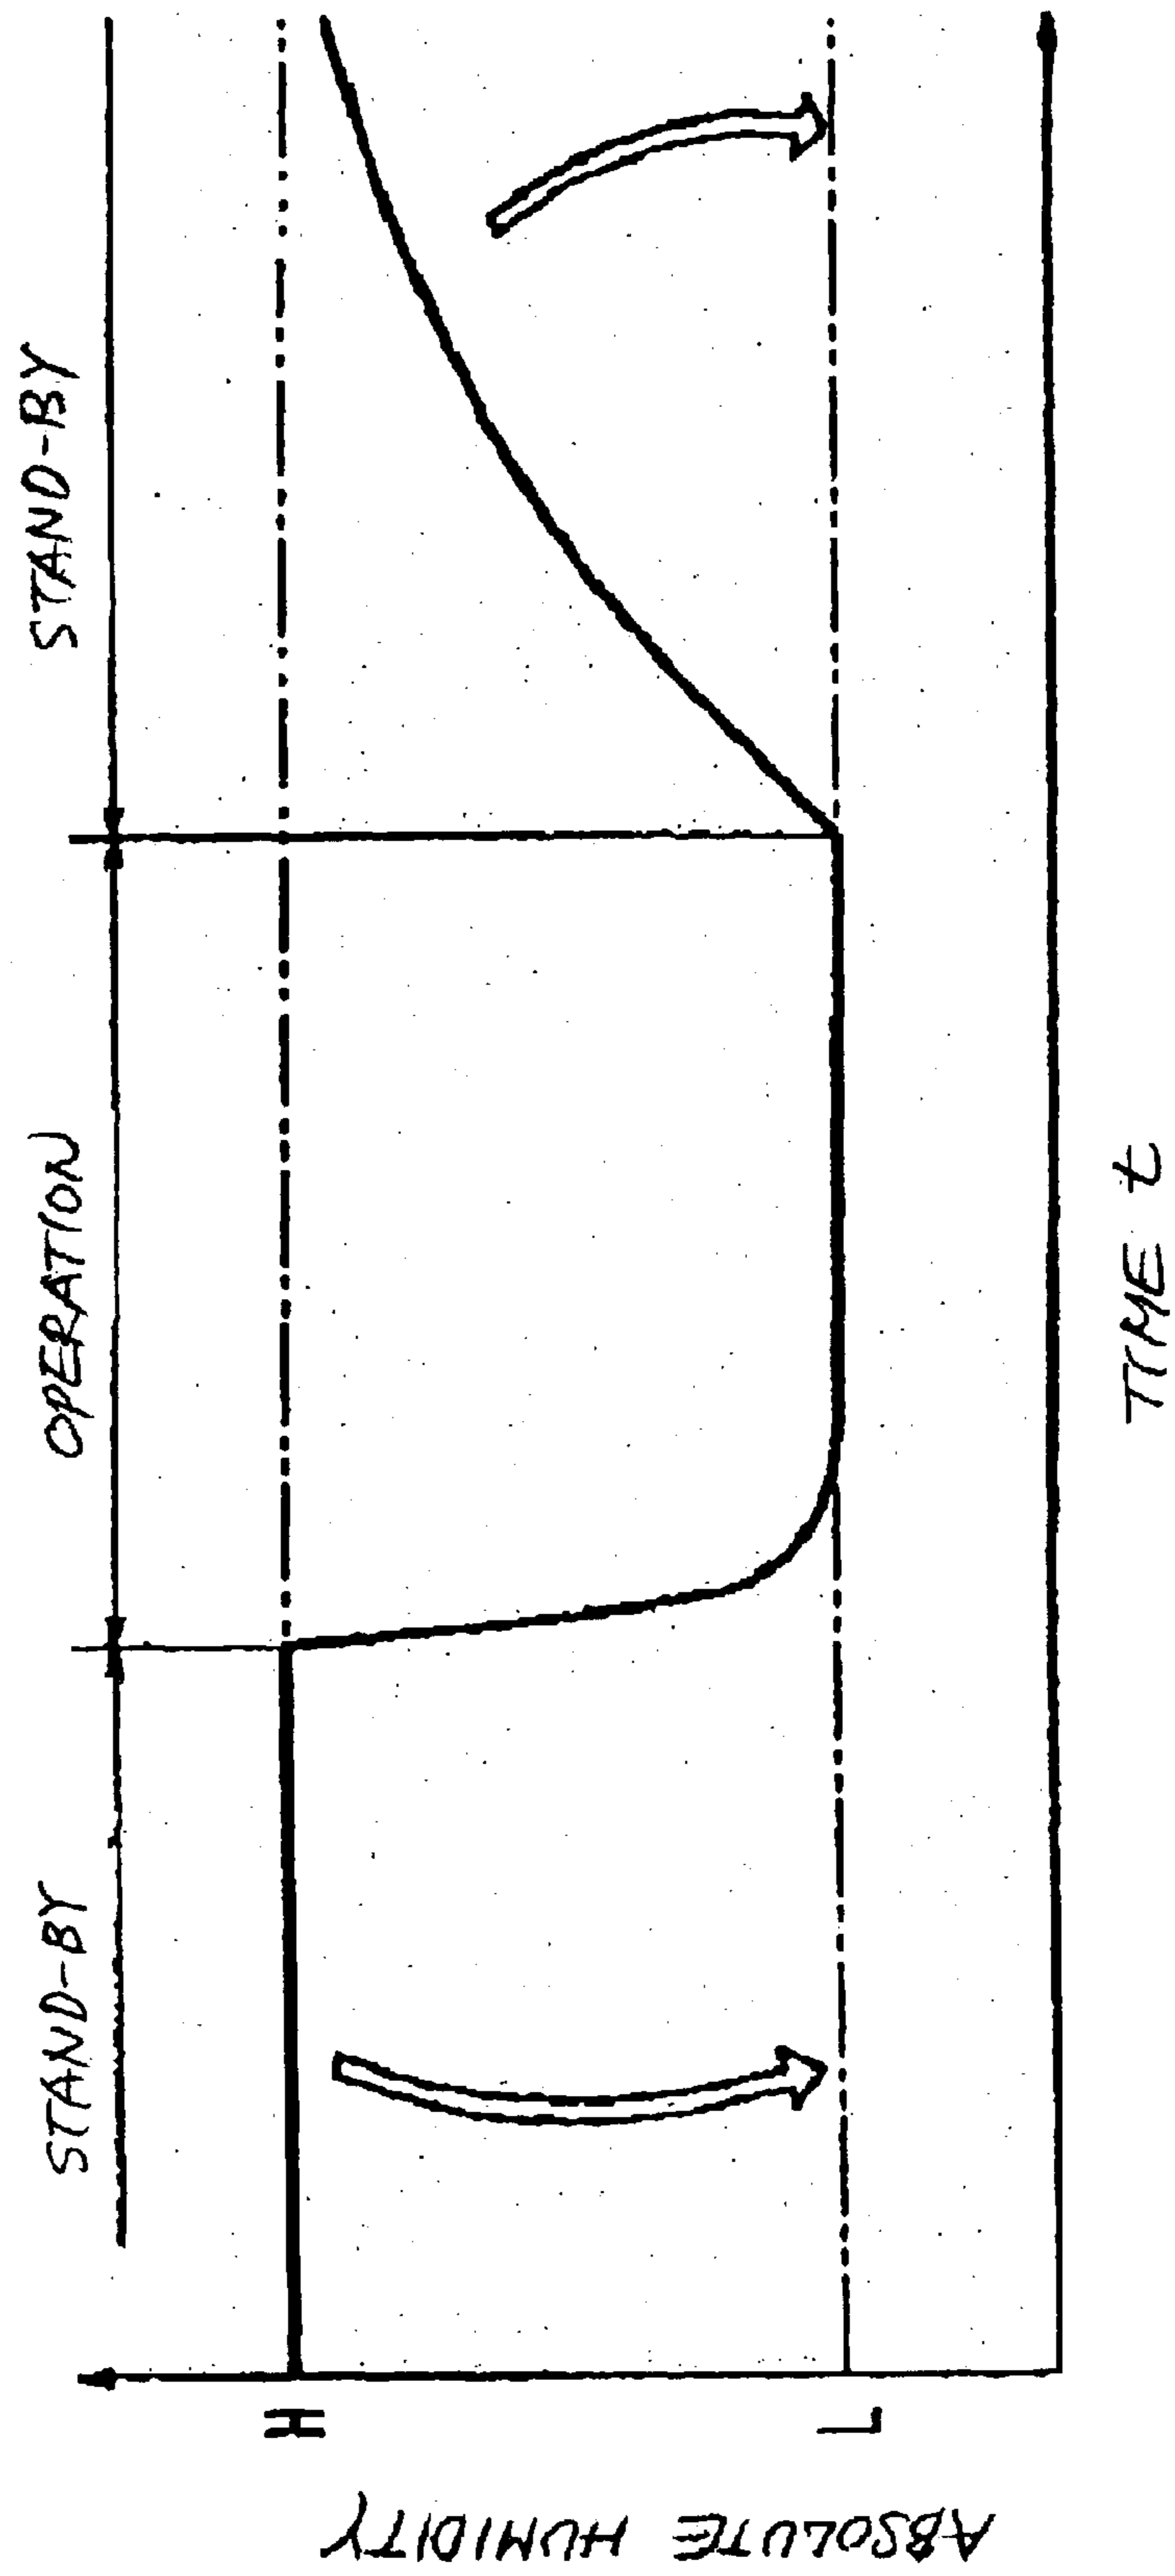 STAND-BY
OPERATION
STAND-BY
ABSOLUTE HUMIDITY
H
L
TIME t